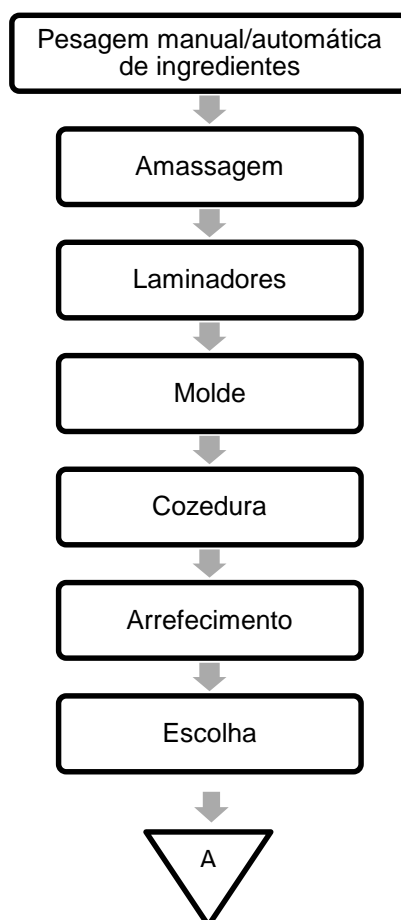 Pesagem manual/automática
de ingredientes
Amassagem
Laminadores
Molde
Cozedura
Arrefecimento
Escolha
A